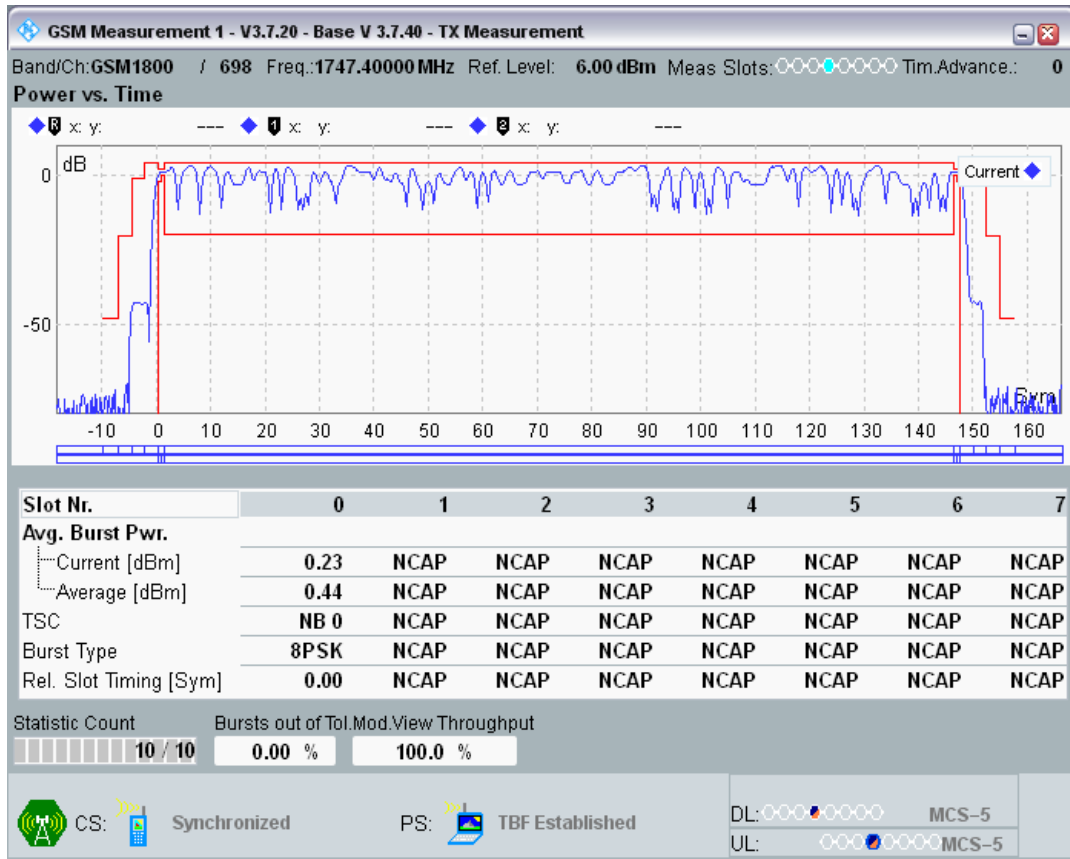 GSM Measurement 1 - V3.7.20 - Base V 3.7.40 - TX Measurement
Band/Ch:GSM1800 / 698 Freq.:1747.40000 MHz Ref. Level: 6.00 dBm Meas Slots: Tim.Advance.: 0
Power vs. Time
R x: y: --- 1 x: y: --- 2 x: y: ---
dB
Current
0
-50
Sym
-10 0 10 20 30 40 50 60 70 80 90 100 110 120 130 140 150 160
Slot Nr. 0 1 2 3 4 5 6 7
Avg. Burst Pwr.
Current [dBm] 0.23 NCAP NCAP NCAP NCAP NCAP NCAP NCAP
Average [dBm] 0.44 NCAP NCAP NCAP NCAP NCAP NCAP NCAP
TSC NB 0 NCAP NCAP NCAP NCAP NCAP NCAP NCAP
Burst Type 8PSK NCAP NCAP NCAP NCAP NCAP NCAP NCAP
Rel. Slot Timing [Sym] 0.00 NCAP NCAP NCAP NCAP NCAP NCAP NCAP
Statistic Count Bursts out of Tol.Mod.View Throughput
10 / 10 0.00 % 100.0 %
CS: Synchronized PS: TBF Established DL: MCS-5
UL: MCS-5